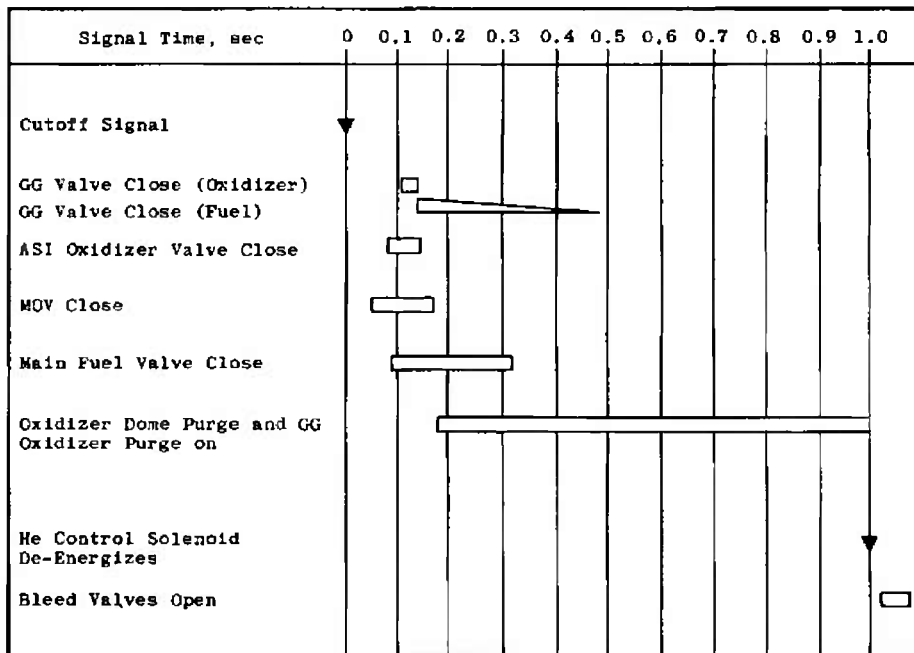 Signal Time, sec 0 0.1 0.2 0.3 0.4 0.5 0.6 0.7 0.8 0.9 1.0
Cutoff Signal
GG Valve Close (Oxidizer)
GG Valve Close (Fuel)
ASI Oxidizer Valve Close
MOV Close
Main Fuel Valve Close
Oxidizer Dome Purge and GG
Oxidizer Purge on
He Control Solenoid
De-Energizes
Bleed Valves Open